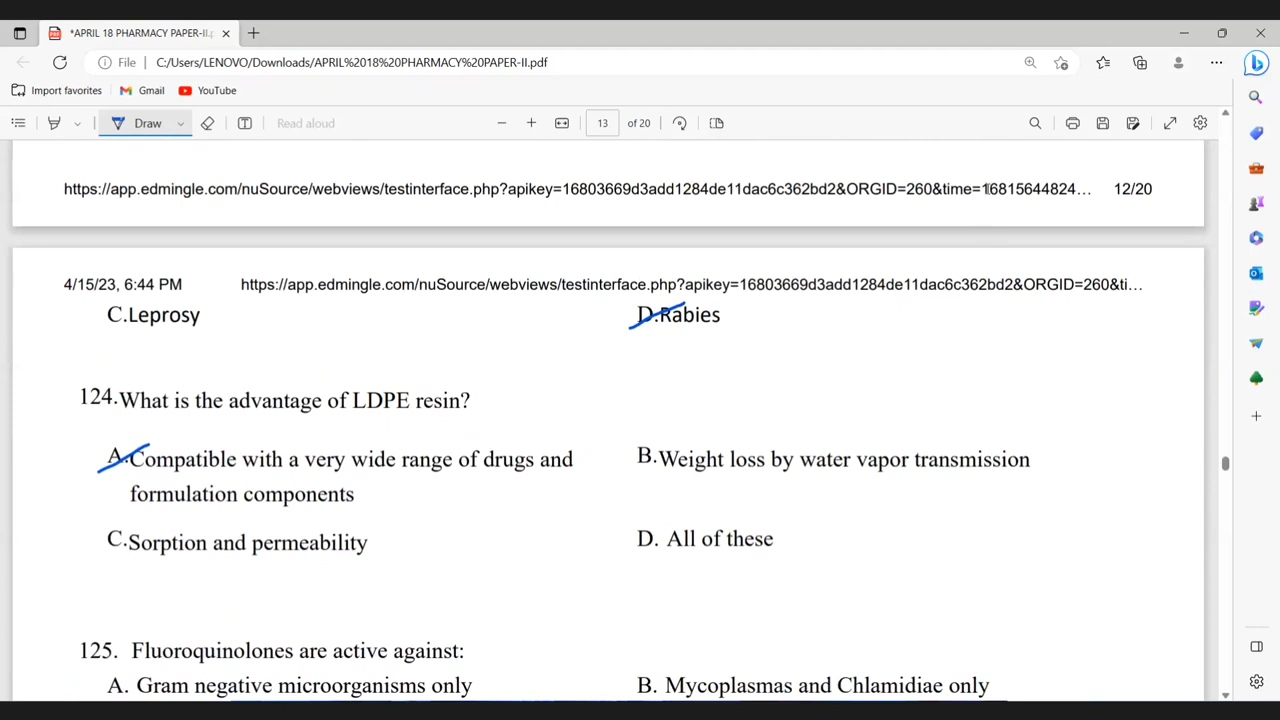 *APRIL 18 PHARMACY PAPER-II.p
File C:/Users/LENOVO/Downloads/APRIL%2018%20PHARMACY%20PAPER-II.pdf
Import favorites Gmail YouTube
Draw Read aloud 13 of 20
https://app.edmingle.com/nuSource/webviews/testinterface.php?apikey=16803669d3add1284de11dac6c362bd2&ORGID=260&time=16815644824… 12/20
4/15/23, 6:44 PM https://app.edmingle.com/nuSource/webviews/testinterface.php?apikey=16803669d3add1284de11dac6c362bd2&ORGID=260&ti…
C.Leprosy D.Rabies
124.What is the advantage of LDPE resin?
A.Compatible with a very wide range of drugs and
formulation components
B.Weight loss by water vapor transmission
C.Sorption and permeability D. All of these
125. Fluoroquinolones are active against:
A. Gram negative microorganisms only B. Mycoplasmas and Chlamidiae only